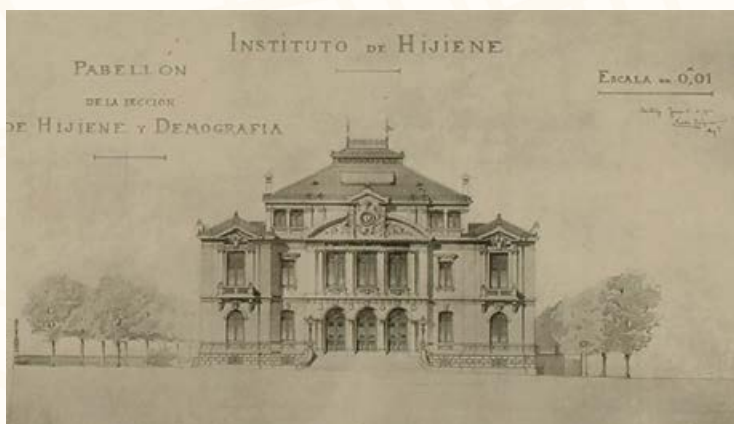 INSTITUTO DE HIJIENE
PABELLON
DE LA SECCION
DE HIJIENE Y DEMOGRAFIA
ESCALA DE 0,01